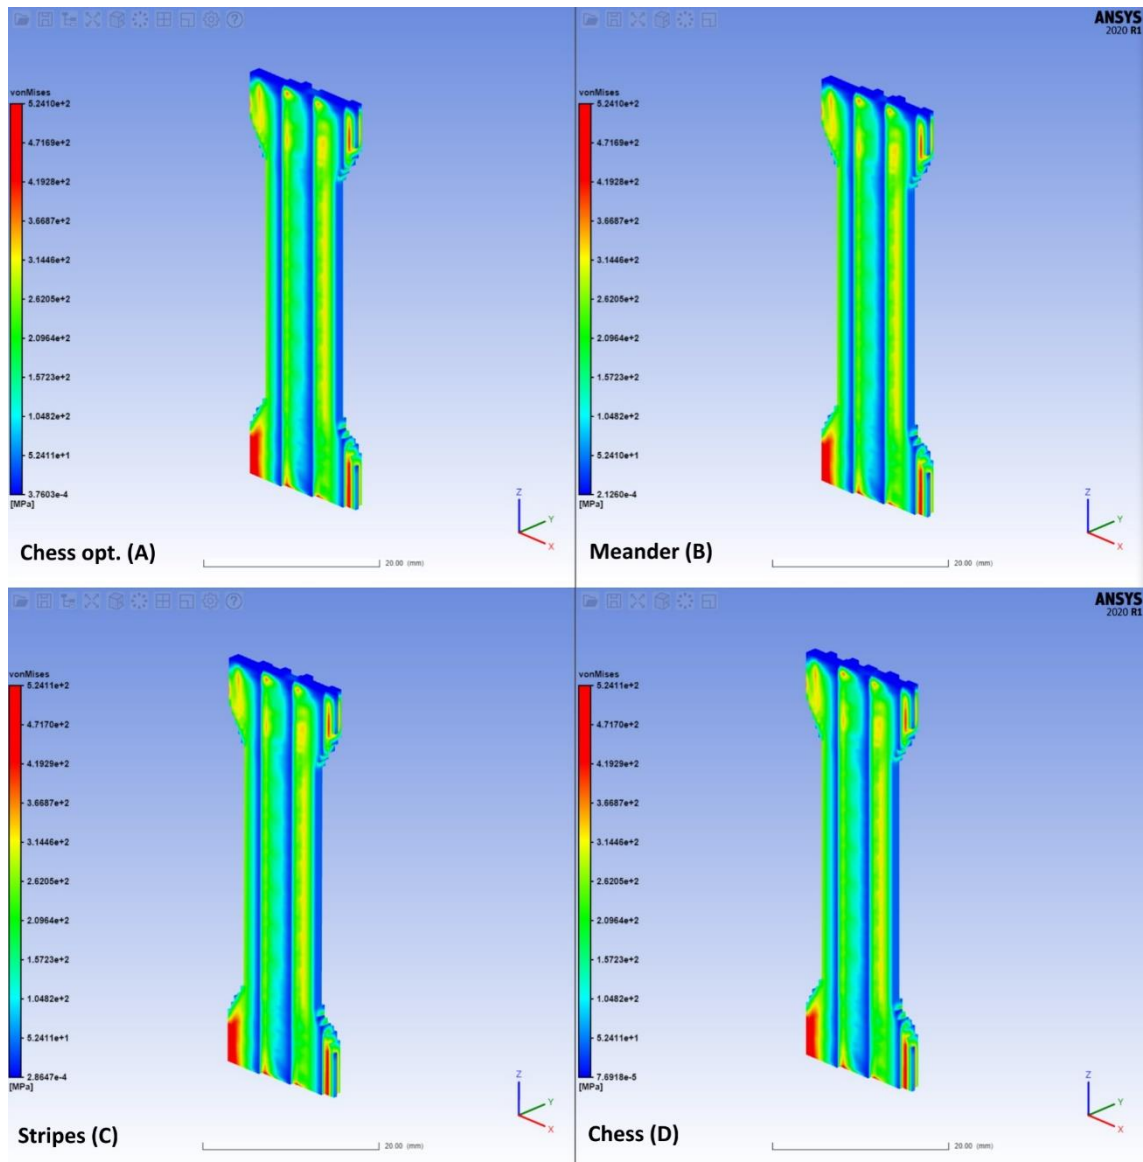 ANSYS
2020 R1
vonMises
5.2410e+2
4.7169e+2
4.1928e+2
3.6687e+2
3.1446e+2
2.6205e+2
2.0964e+2
1.5723e+2
1.0482e+2
5.2410e+1
3.7603e-4
[MPa]
Z
Y
X
Chess opt. (A)
20.00 (mm)
vonMises
5.2410e+2
4.7169e+2
4.1928e+2
3.6687e+2
3.1446e+2
2.6205e+2
2.0964e+2
1.5723e+2
1.0482e+2
5.2410e+1
2.1260e-4
[MPa]
Z
Y
X
Meander (B)
20.00 (mm)
ANSYS
2020 R1
vonMises
5.2411e+2
4.7170e+2
4.1929e+2
3.6687e+2
3.1446e+2
2.6205e+2
2.0964e+2
1.5723e+2
1.0482e+2
5.2411e+1
2.8647e-4
[MPa]
Z
Y
X
Stripes (C)
20.00 (mm)
vonMises
5.2411e+2
4.7170e+2
4.1929e+2
3.6687e+2
3.1446e+2
2.6205e+2
2.0964e+2
1.5723e+2
1.0482e+2
5.2411e+1
7.6918e-5
[MPa]
Z
Y
X
Chess (D)
20.00 (mm)